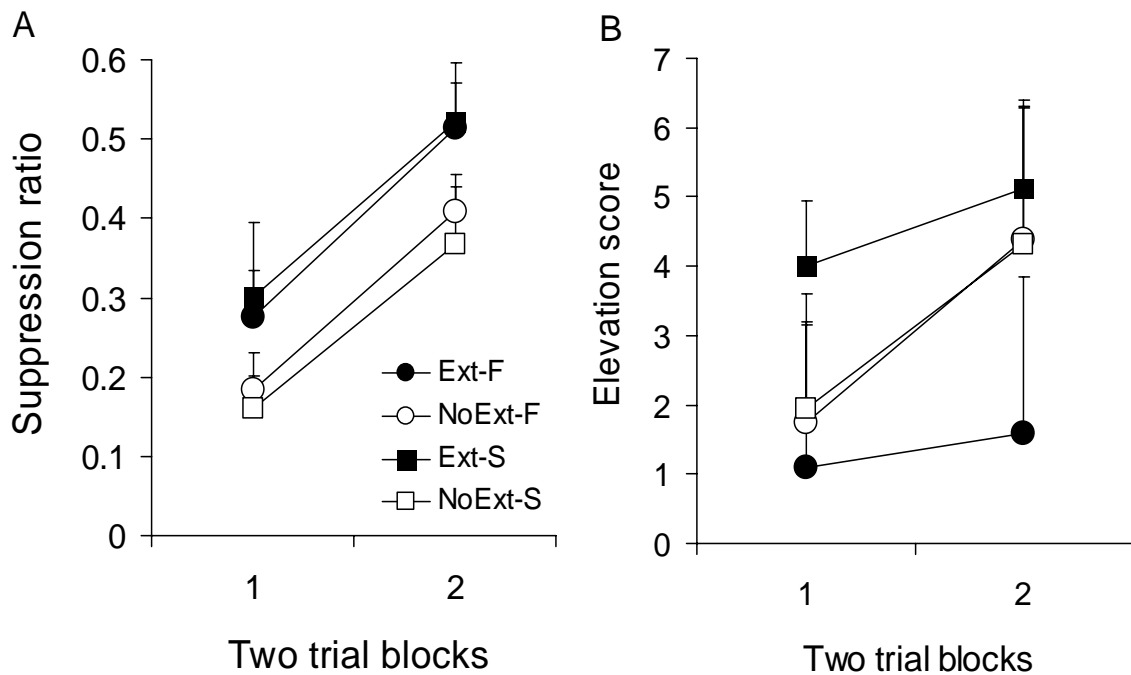 A
Suppression ratio
0.6
0.5
0.4
0.3
0.2
0.1
0
Ext-F
NoExt-F
Ext-S
NoExt-S
1 2
Two trial blocks
B
Elevation score
7
6
5
4
3
2
1
0
1 2
Two trial blocks